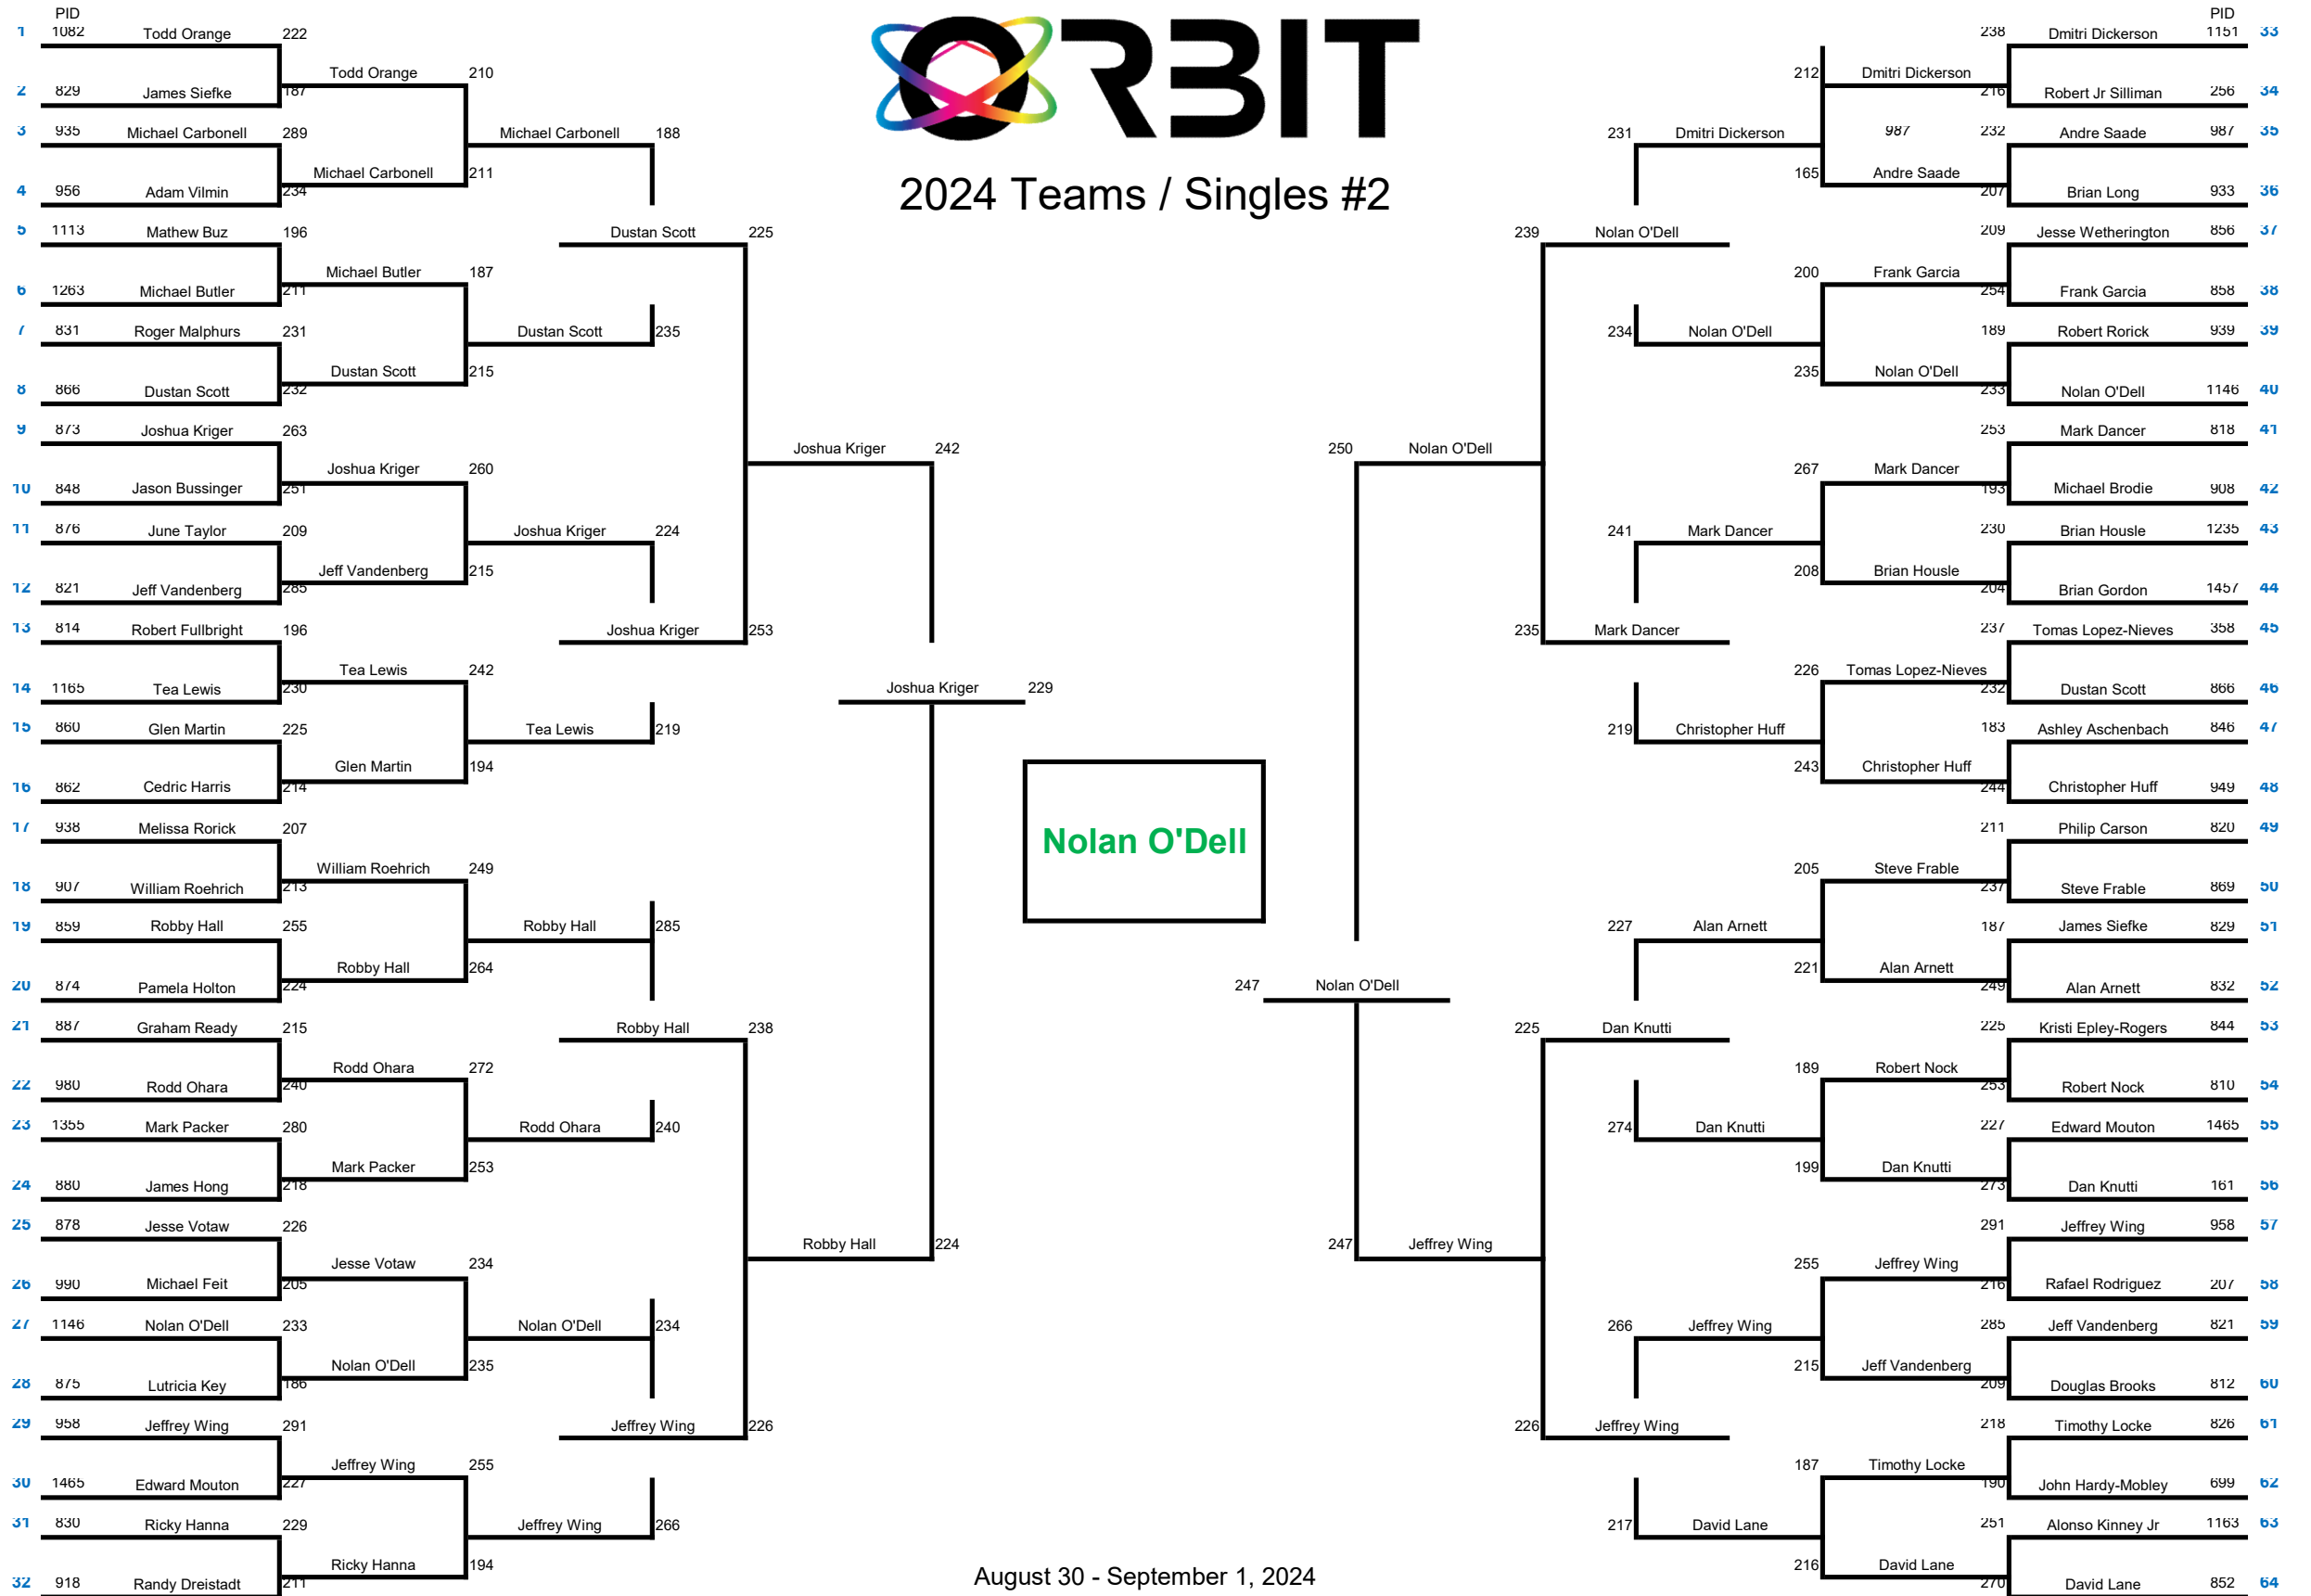 ORBIT
2024 Teams / Singles #2
PID
1 1082 Todd Orange 222
2 829 James Siefke 187
3 935 Michael Carbonell 289
4 956 Adam Vilmin 234
5 1113 Mathew Buz 196
6 1263 Michael Butler 211
7 831 Roger Malphurs 231
8 866 Dustan Scott 232
9 873 Joshua Kriger 263
10 848 Jason Bussinger 251
11 876 June Taylor 209
12 821 Jeff Vandenberg 285
13 814 Robert Fullbright 196
14 1165 Tea Lewis 230
15 860 Glen Martin 225
16 862 Cedric Harris 214
17 938 Melissa Rorick 207
18 907 William Roehrich 213
19 859 Robby Hall 255
20 874 Pamela Holton 224
21 887 Graham Ready 215
22 980 Rodd Ohara 240
23 1355 Mark Packer 280
24 880 James Hong 218
25 878 Jesse Votaw 226
26 990 Michael Feit 205
27 1146 Nolan O'Dell 233
28 875 Lutricia Key 186
29 958 Jeffrey Wing 291
30 1465 Edward Mouton 227
31 830 Ricky Hanna 229
32 918 Randy Dreistadt 211
Todd Orange 210
Michael Carbonell 211
Michael Butler 187
Dustan Scott 215
Joshua Kriger 260
Jeff Vandenberg 215
Tea Lewis 242
Glen Martin 194
William Roehrich 249
Robby Hall 264
Rodd Ohara 272
Mark Packer 253
Jesse Votaw 234
Nolan O'Dell 235
Jeffrey Wing 255
Ricky Hanna 194
Michael Carbonell 188
Dustan Scott 235
Joshua Kriger 224
Tea Lewis 219
Robby Hall 285
Rodd Ohara 240
Nolan O'Dell 234
Jeffrey Wing 266
Dustan Scott 225
Joshua Kriger 253
Robby Hall 238
Jeffrey Wing 226
Joshua Kriger 242
Robby Hall 224
Joshua Kriger 229
Nolan O'Dell
247 Nolan O'Dell
250 Nolan O'Dell
247 Jeffrey Wing
239 Nolan O'Dell
235 Mark Dancer
225 Dan Knutti
226 Jeffrey Wing
231 Dmitri Dickerson
234 Nolan O'Dell
241 Mark Dancer
219 Christopher Huff
227 Alan Arnett
274 Dan Knutti
266 Jeffrey Wing
217 David Lane
212 Dmitri Dickerson
987
165 Andre Saade
200 Frank Garcia
235 Nolan O'Dell
267 Mark Dancer
208 Brian Housle
226 Tomas Lopez-Nieves
243 Christopher Huff
205 Steve Frable
221 Alan Arnett
189 Robert Nock
199 Dan Knutti
255 Jeffrey Wing
215 Jeff Vandenberg
187 Timothy Locke
216 David Lane
PID
238 Dmitri Dickerson 1151 33
216 Robert Jr Silliman 256 34
232 Andre Saade 987 35
207 Brian Long 933 36
209 Jesse Wetherington 856 37
254 Frank Garcia 858 38
189 Robert Rorick 939 39
233 Nolan O'Dell 1146 40
253 Mark Dancer 818 41
193 Michael Brodie 908 42
230 Brian Housle 1235 43
204 Brian Gordon 1457 44
237 Tomas Lopez-Nieves 358 45
232 Dustan Scott 866 46
183 Ashley Aschenbach 846 47
244 Christopher Huff 949 48
211 Philip Carson 820 49
237 Steve Frable 869 50
187 James Siefke 829 51
249 Alan Arnett 832 52
225 Kristi Epley-Rogers 844 53
253 Robert Nock 810 54
227 Edward Mouton 1465 55
273 Dan Knutti 161 56
291 Jeffrey Wing 958 57
216 Rafael Rodriguez 207 58
285 Jeff Vandenberg 821 59
209 Douglas Brooks 812 60
218 Timothy Locke 826 61
190 John Hardy-Mobley 699 62
251 Alonso Kinney Jr 1163 63
270 David Lane 852 64
August 30 - September 1, 2024